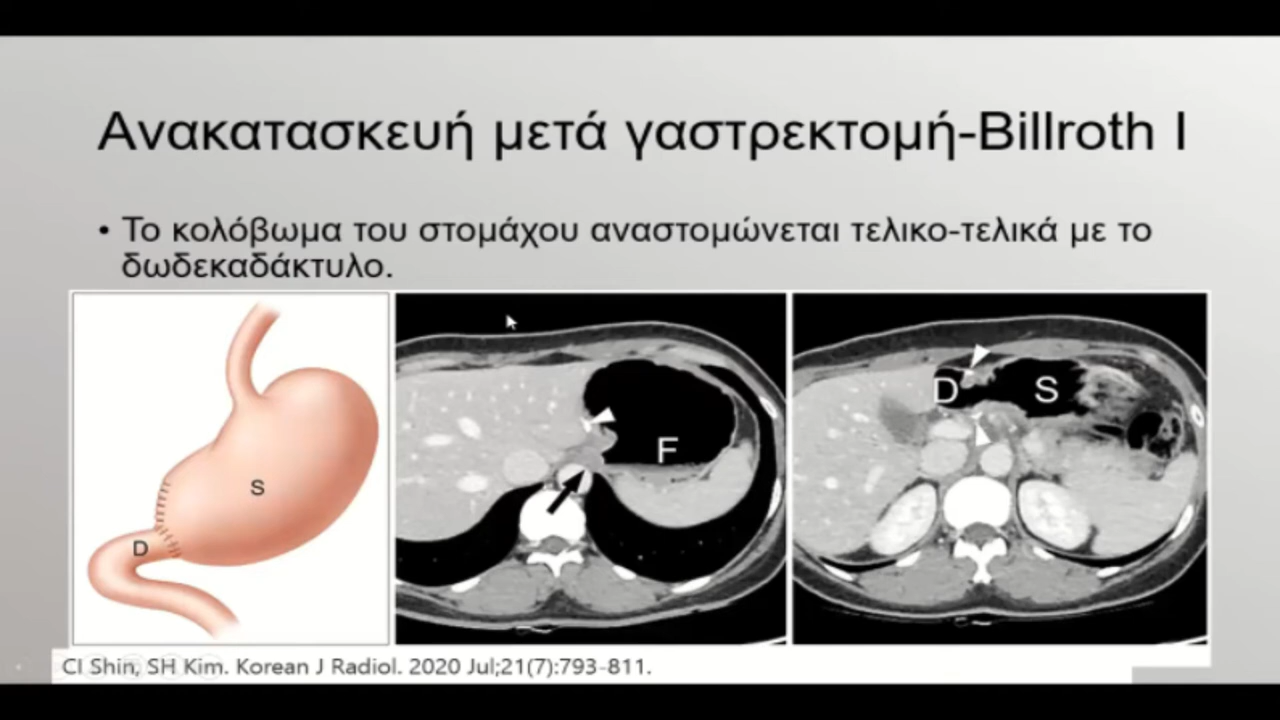 Ανακατασκευή μετά γαστρεκτομή-Billroth I
• Το κολόβωμα του στομάχου αναστομώνεται τελικο-τελικά με το
δωδεκαδάκτυλο.
S
D
F
D
S
CI Shin, SH Kim. Korean J Radiol. 2020 Jul;21(7):793-811.